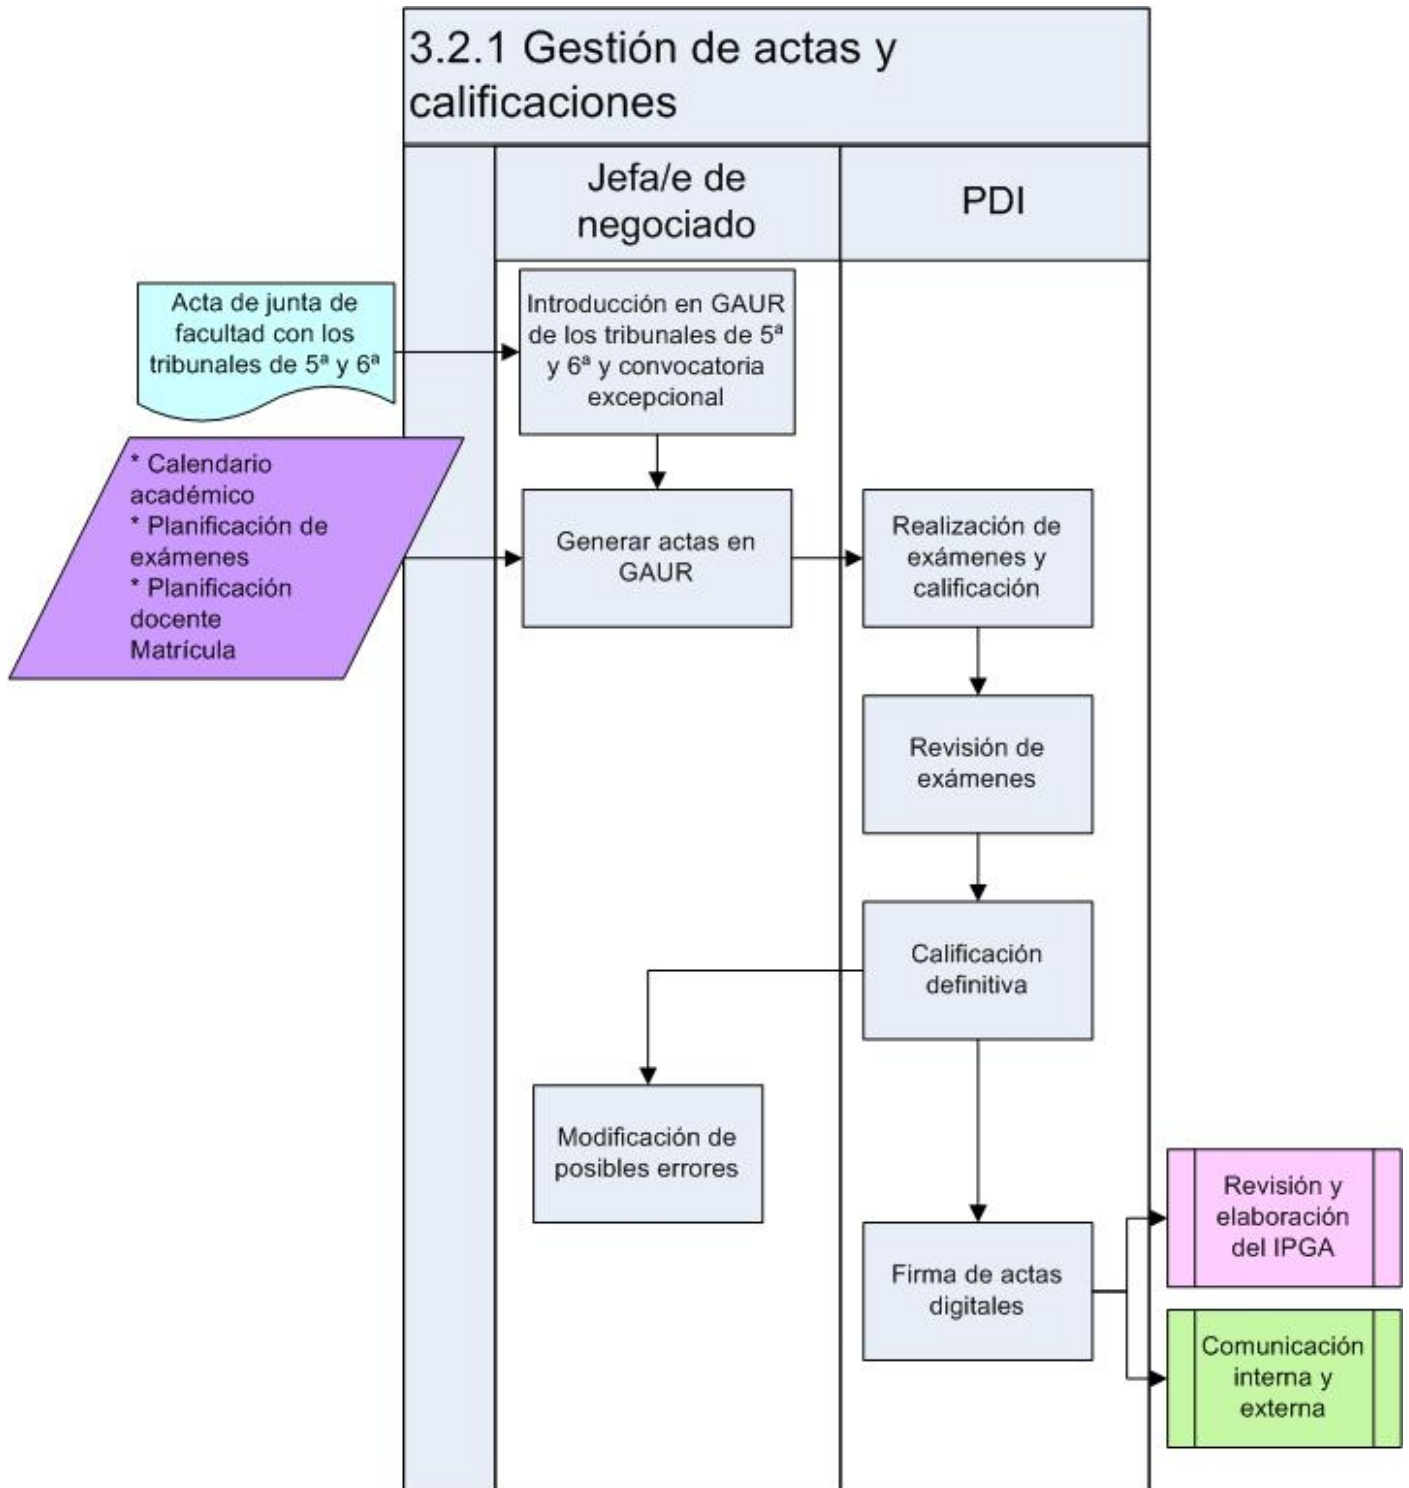 3.2.1 Gestión de actas y
calificaciones
Jefa/e de
negociado
PDI
Acta de junta de
facultad con los
tribunales de 5ª y 6ª
Introducción en GAUR
de los tribunales de 5ª
y 6ª y convocatoria
excepcional
* Calendario
académico
* Planificación de
exámenes
* Planificación
docente
Matrícula
Generar actas en
GAUR
Realización de
exámenes y
calificación
Revisión de
exámenes
Calificación
definitiva
Modificación de
posibles errores
Firma de actas
digitales
Revisión y
elaboración
del IPGA
Comunicación
interna y
externa